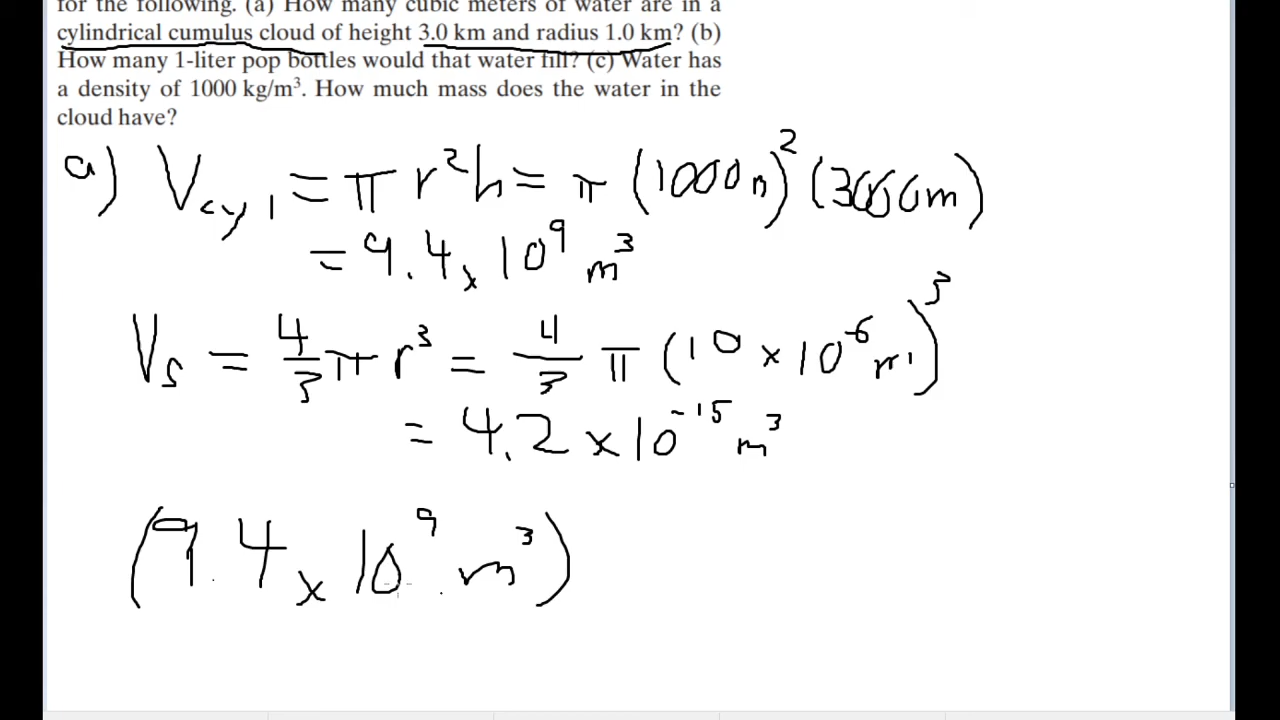 for the following. (a) How many cubic meters of water are in a
cylindrical cumulus cloud of height 3.0 km and radius 1.0 km? (b)
How many 1-liter pop bottles would that water fill? (c) Water has
a density of 1000 kg/m³. How much mass does the water in the
cloud have?
a) V_cyl = π r²h = π (1000m)² (3000m)
= 9.4 x 10⁹ m³
V_s = 4/3 π r³ = 4/3 π (10 x 10⁻⁶ m)³
= 4.2 x 10⁻¹⁵ m³
(9.4 x 10⁹ m³)